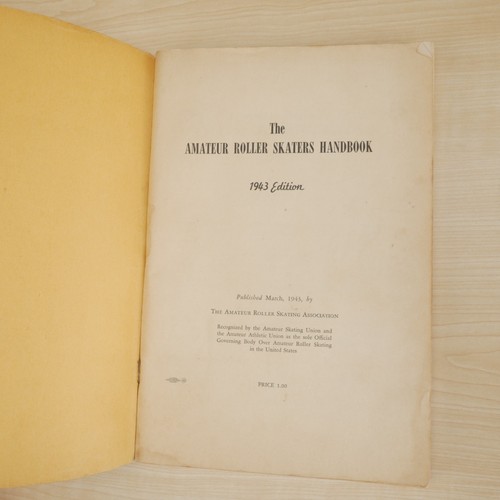 The
AMATEUR ROLLER SKATERS HANDBOOK
1943 Edition
Published March, 1943, by
THE AMATEUR ROLLER SKATING ASSOCIATION
Recognized by the Amateur Skating Union and
the Amateur Athletic Union as the sole Official
Governing Body Over Amateur Roller Skating
in the United States
PRICE 1.00